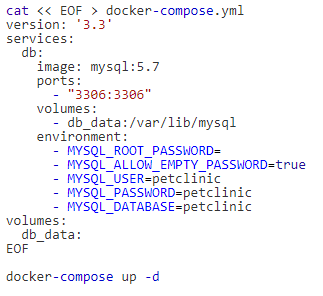 cat << EOF > docker-compose.yml
version: '3.3'
services:
  db:
    image: mysql:5.7
    ports:
      - "3306:3306"
    volumes:
      - db_data:/var/lib/mysql
    environment:
      - MYSQL_ROOT_PASSWORD=
      - MYSQL_ALLOW_EMPTY_PASSWORD=true
      - MYSQL_USER=petclinic
      - MYSQL_PASSWORD=petclinic
      - MYSQL_DATABASE=petclinic
volumes:
  db_data:
EOF

docker-compose up -d